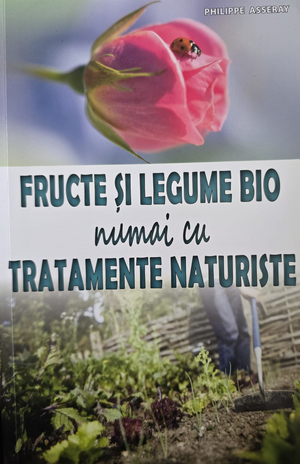 PHILIPPE ASSERAY
FRUCTE ȘI LEGUME BIO
numai cu
TRATAMENTE NATURISTE